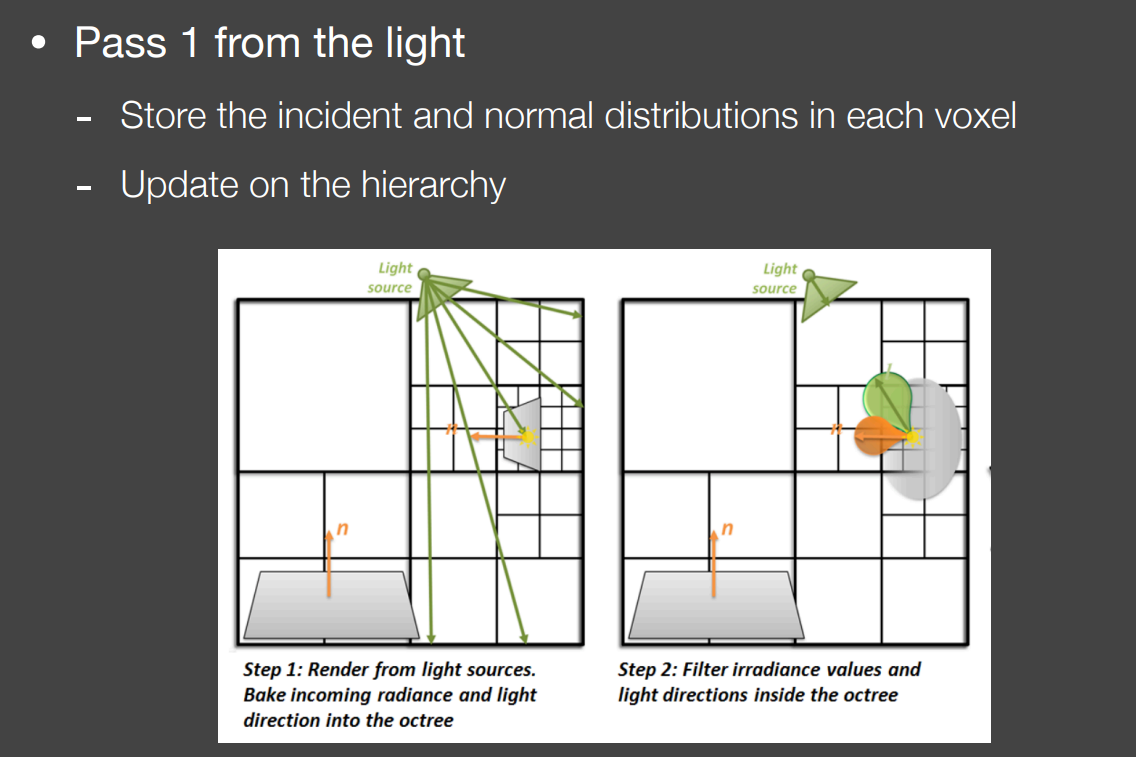 • Pass 1 from the light
- Store the incident and normal distributions in each voxel
- Update on the hierarchy
Light
source
n
n
Step 1: Render from light sources.
Bake incoming radiance and light
direction into the octree
Light
source
l
n
n
Step 2: Filter irradiance values and
light directions inside the octree